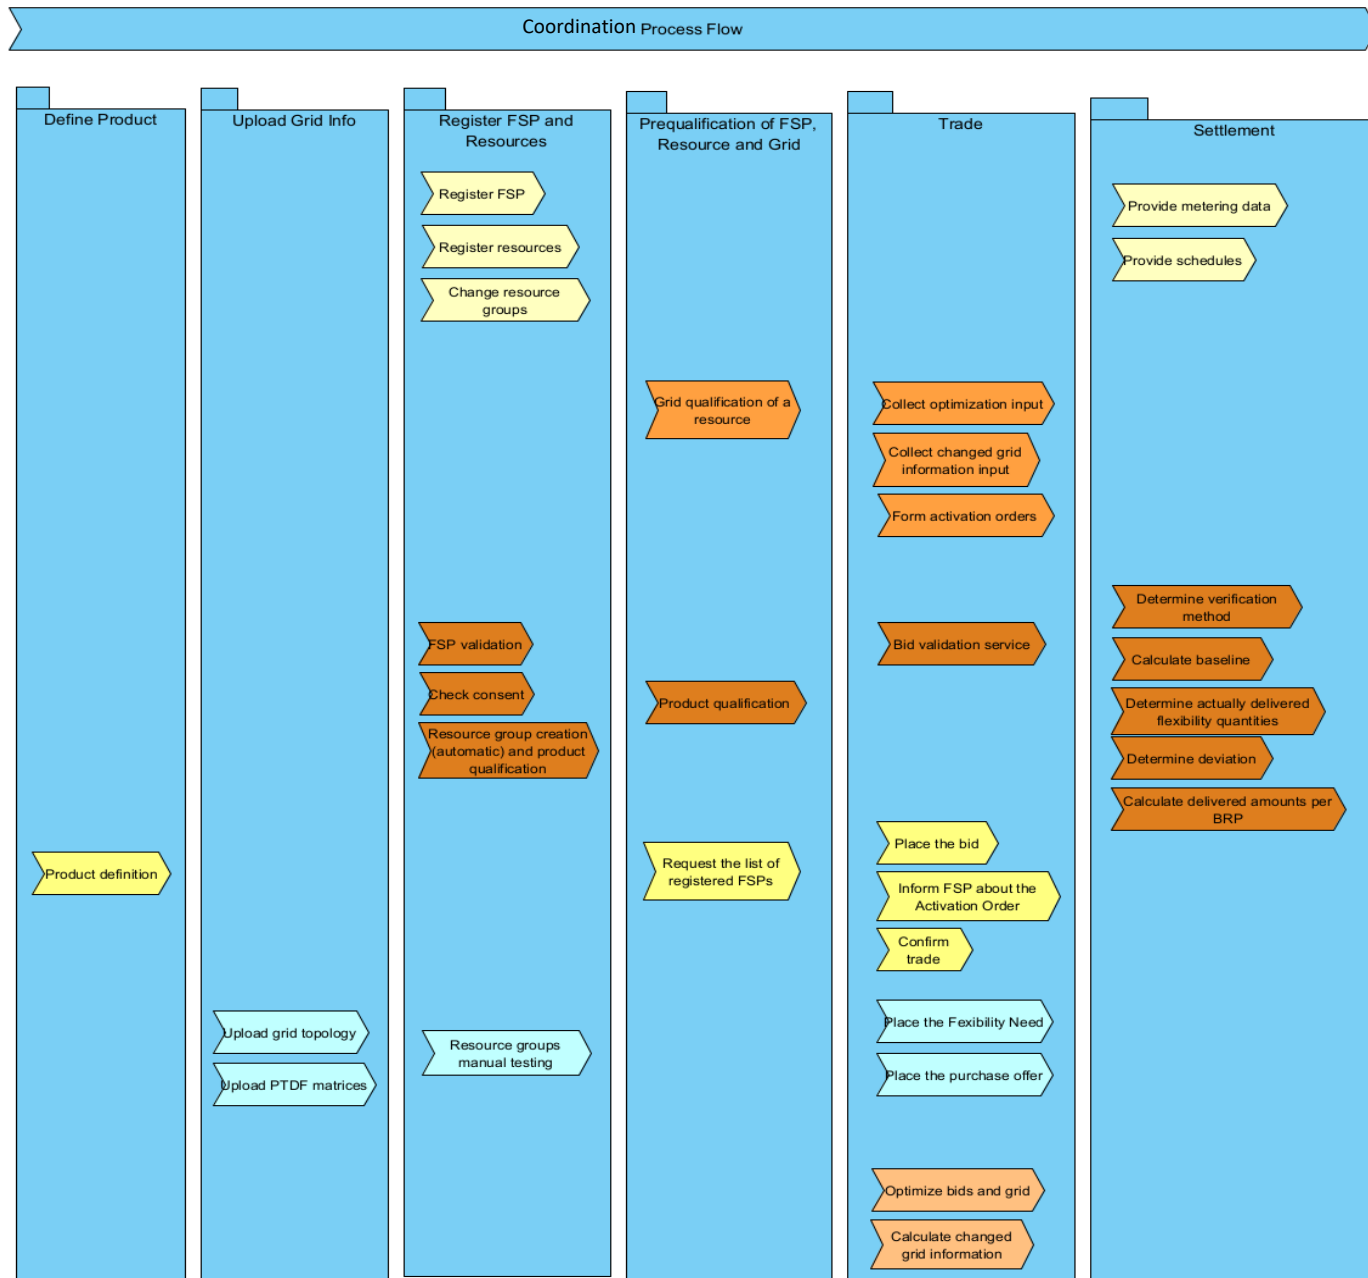 Coordination Process Flow
Define Product
Upload Grid Info
Register FSP and
Resources
Prequalification of FSP,
Resource and Grid
Trade
Settlement
Register FSP
Register resources
Change resource
groups
Provide metering data
Provide schedules
Grid qualification of a
resource
Collect optimization input
Collect changed grid
information input
Form activation orders
FSP validation
Check consent
Resource group creation
(automatic) and product
qualification
Product qualification
Bid validation service
Determine verification
method
Calculate baseline
Determine actually delivered
flexibility quantities
Determine deviation
Calculate delivered amounts per
BRP
Product definition
Request the list of
registered FSPs
Place the bid
Inform FSP about the
Activation Order
Confirm
trade
Upload grid topology
Upload PTDF matrices
Resource groups
manual testing
Place the Fexibility Need
Place the purchase offer
Optimize bids and grid
Calculate changed
grid information